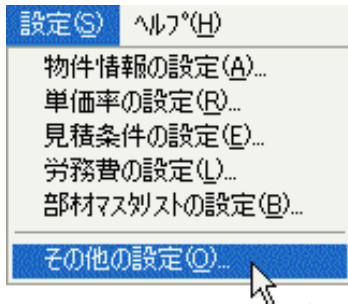 設定(S) ﾍﾙﾌﾟ(H)
物件情報の設定(A)...
単価率の設定(R)...
見積条件の設定(E)...
労務費の設定(L)...
部材ﾏｽﾀﾘｽﾄの設定(B)...
その他の設定(O)...